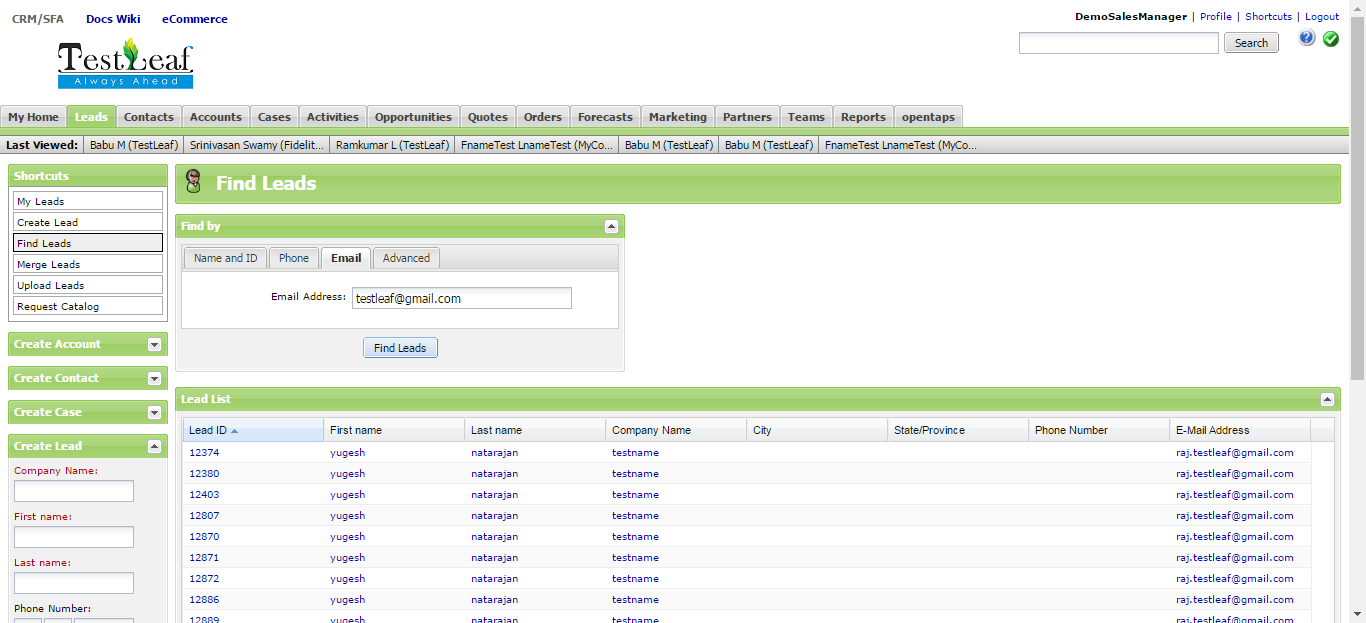 CRM/SFA Docs Wiki eCommerce
DemoSalesManager | Profile | Shortcuts | Logout
Search
TestLeaf
Always Ahead
My Home Leads Contacts Accounts Cases Activities Opportunities Quotes Orders Forecasts Marketing Partners Teams Reports opentaps
Last Viewed: Babu M (TestLeaf) Srinivasan Swamy (Fidelit... Ramkumar L (TestLeaf) FnameTest LnameTest (MyCo... Babu M (TestLeaf) Babu M (TestLeaf) FnameTest LnameTest (MyCo...
Shortcuts
My Leads
Create Lead
Find Leads
Merge Leads
Upload Leads
Request Catalog
Create Account
Create Contact
Create Case
Create Lead
Company Name:
First name:
Last name:
Phone Number:
Find Leads
Find by
Name and ID Phone Email Advanced
Email Address: testleaf@gmail.com
Find Leads
Lead List
Lead ID First name Last name Company Name City State/Province Phone Number E-Mail Address
12374 yugesh natarajan testname raj.testleaf@gmail.com
12380 yugesh natarajan testname raj.testleaf@gmail.com
12403 yugesh natarajan testname raj.testleaf@gmail.com
12807 yugesh natarajan testname raj.testleaf@gmail.com
12870 yugesh natarajan testname raj.testleaf@gmail.com
12871 yugesh natarajan testname raj.testleaf@gmail.com
12872 yugesh natarajan testname raj.testleaf@gmail.com
12886 yugesh natarajan testname raj.testleaf@gmail.com
12889 yugesh natarajan testname raj.testleaf@gmail.com